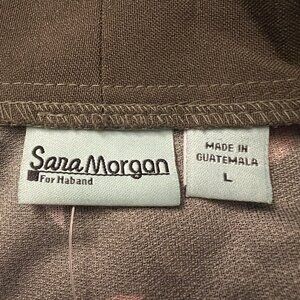 Sara Morgan
For Haband
MADE IN
GUATEMALA
L